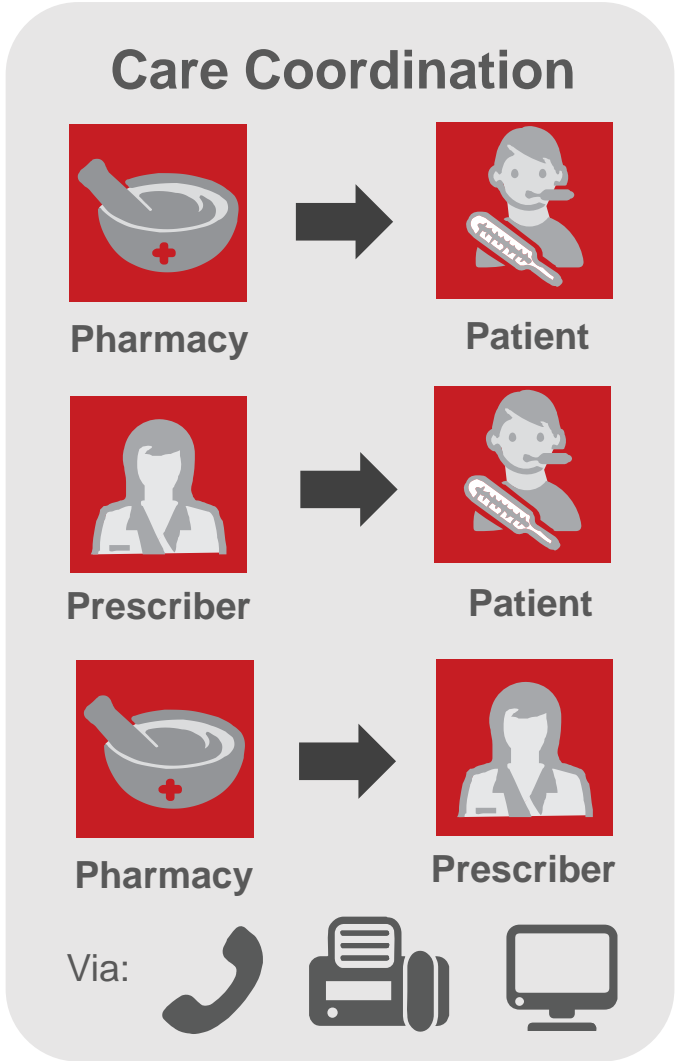 Care Coordination
Pharmacy
Patient
Prescriber
Patient
Pharmacy
Prescriber
Via: